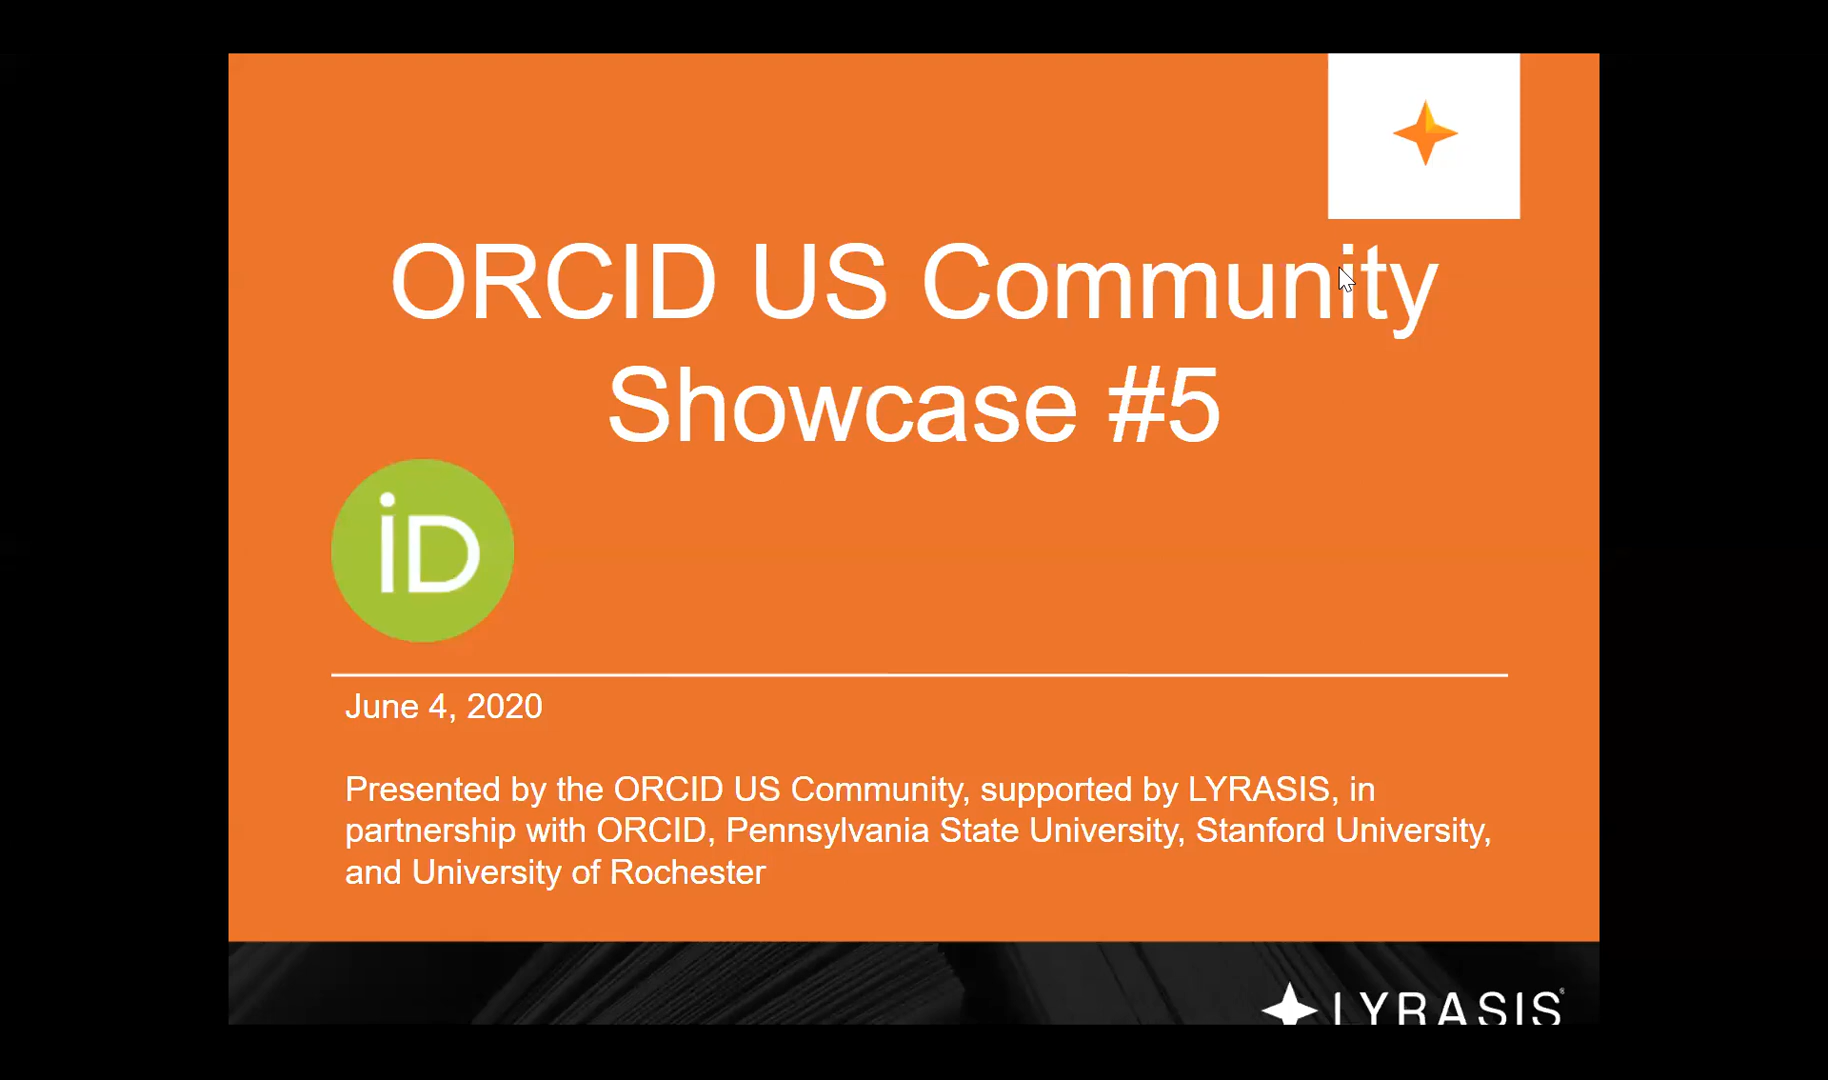 ORCID US Community
Showcase #5
iD
June 4, 2020
Presented by the ORCID US Community, supported by LYRASIS, in
partnership with ORCID, Pennsylvania State University, Stanford University,
and University of Rochester
LYRASIS®